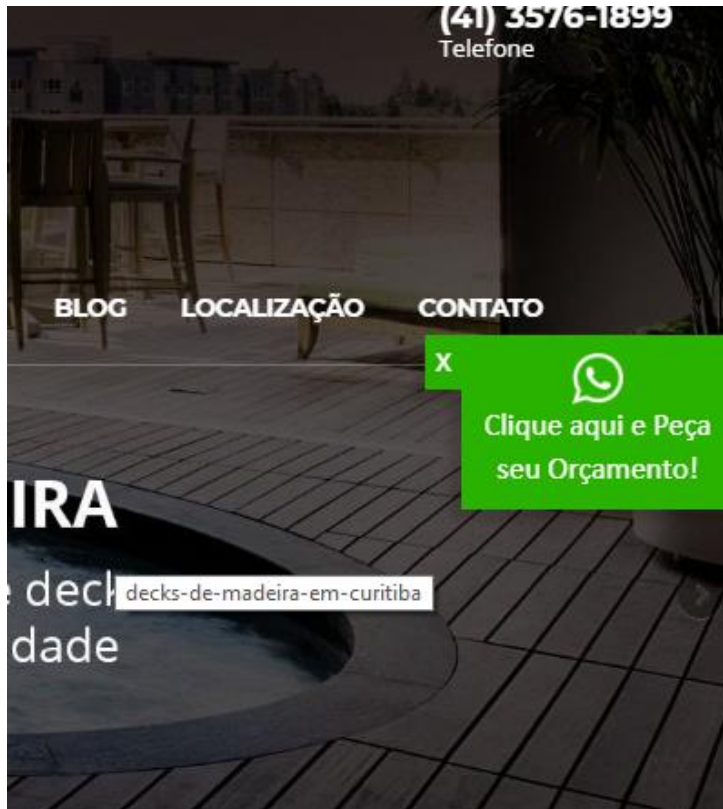 (41) 3576-1899
Telefone
BLOG LOCALIZAÇÃO CONTATO
X
Clique aqui e Peça
seu Orçamento!
IRA
e deck
decks-de-madeira-em-curitiba
dade